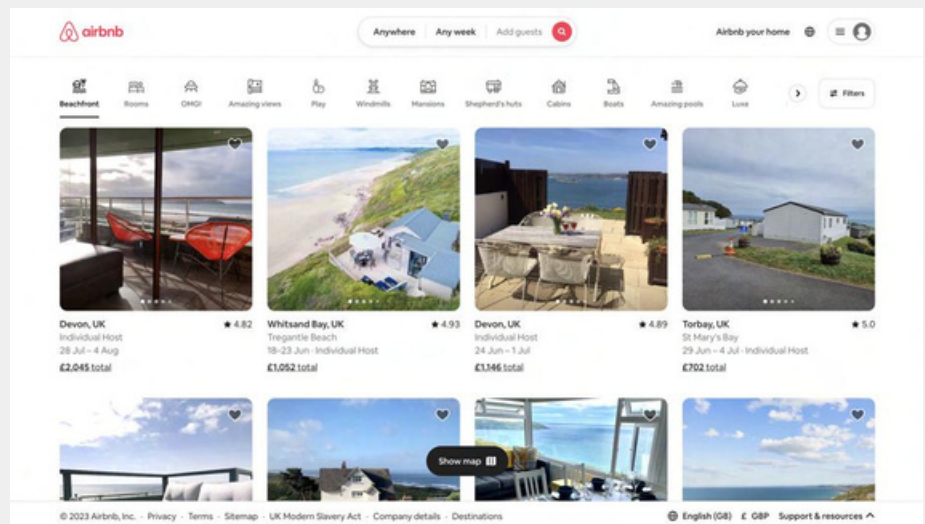 airbnb
Anywhere Any week Add guests
Airbnb your home
Beachfront Rooms OMG! Amazing views Play Windmills Mansions Shepherd's huts Cabins Boats Amazing pools Luxe
Filters
Devon, UK ★ 4.82
Individual Host
28 Jul – 4 Aug
£2,045 total
Whitsand Bay, UK ★ 4.93
Tregantle Beach
18–23 Jun · Individual Host
£1,052 total
Devon, UK ★ 4.89
Individual Host
24 Jun – 1 Jul
£1,146 total
Torbay, UK ★ 5.0
St Mary's Bay
29 Jun – 4 Jul · Individual Host
£702 total
Show map
© 2023 Airbnb, Inc. · Privacy · Terms · Sitemap · UK Modern Slavery Act · Company details · Destinations
English (GB) £ GBP Support & resources